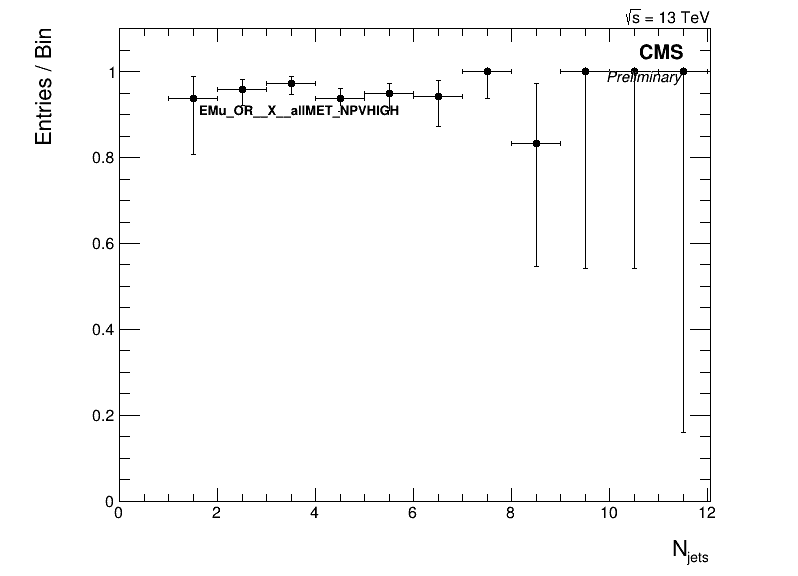 √s = 13 TeV
CMS
Preliminary
EMu_OR__X__allMET_NPVHIGH
Entries / Bin
1
0.8
0.6
0.4
0.2
0
0 2 4 6 8 10 12
N_jets